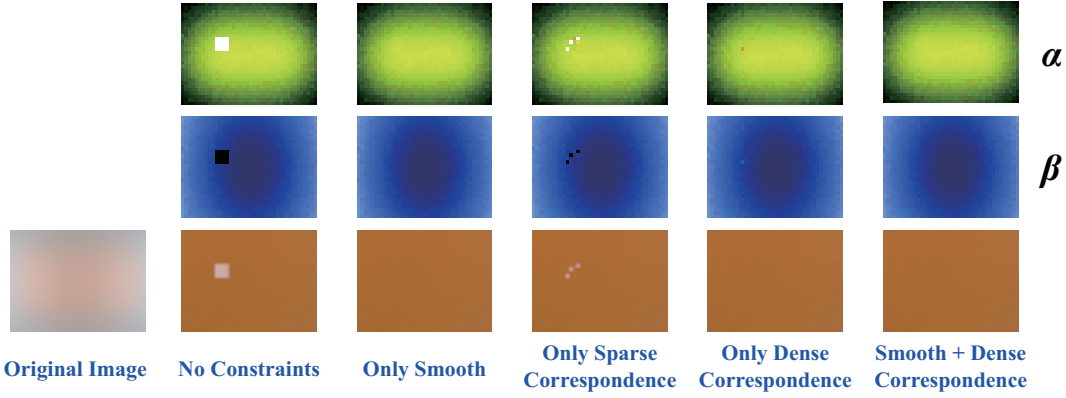 α
β
Original Image
No Constraints
Only Smooth
Only Sparse
Correspondence
Only Dense
Correspondence
Smooth + Dense
Correspondence